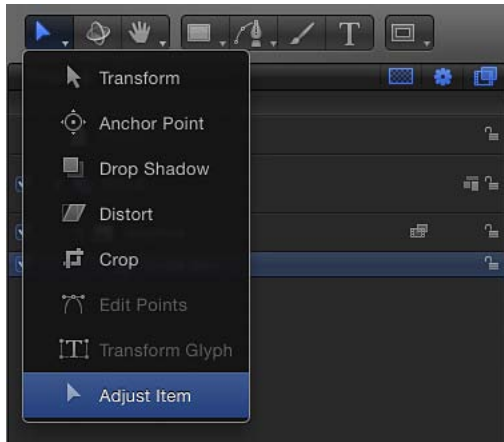 Transform
Anchor Point
Drop Shadow
Distort
Crop
Edit Points
Transform Glyph
Adjust Item